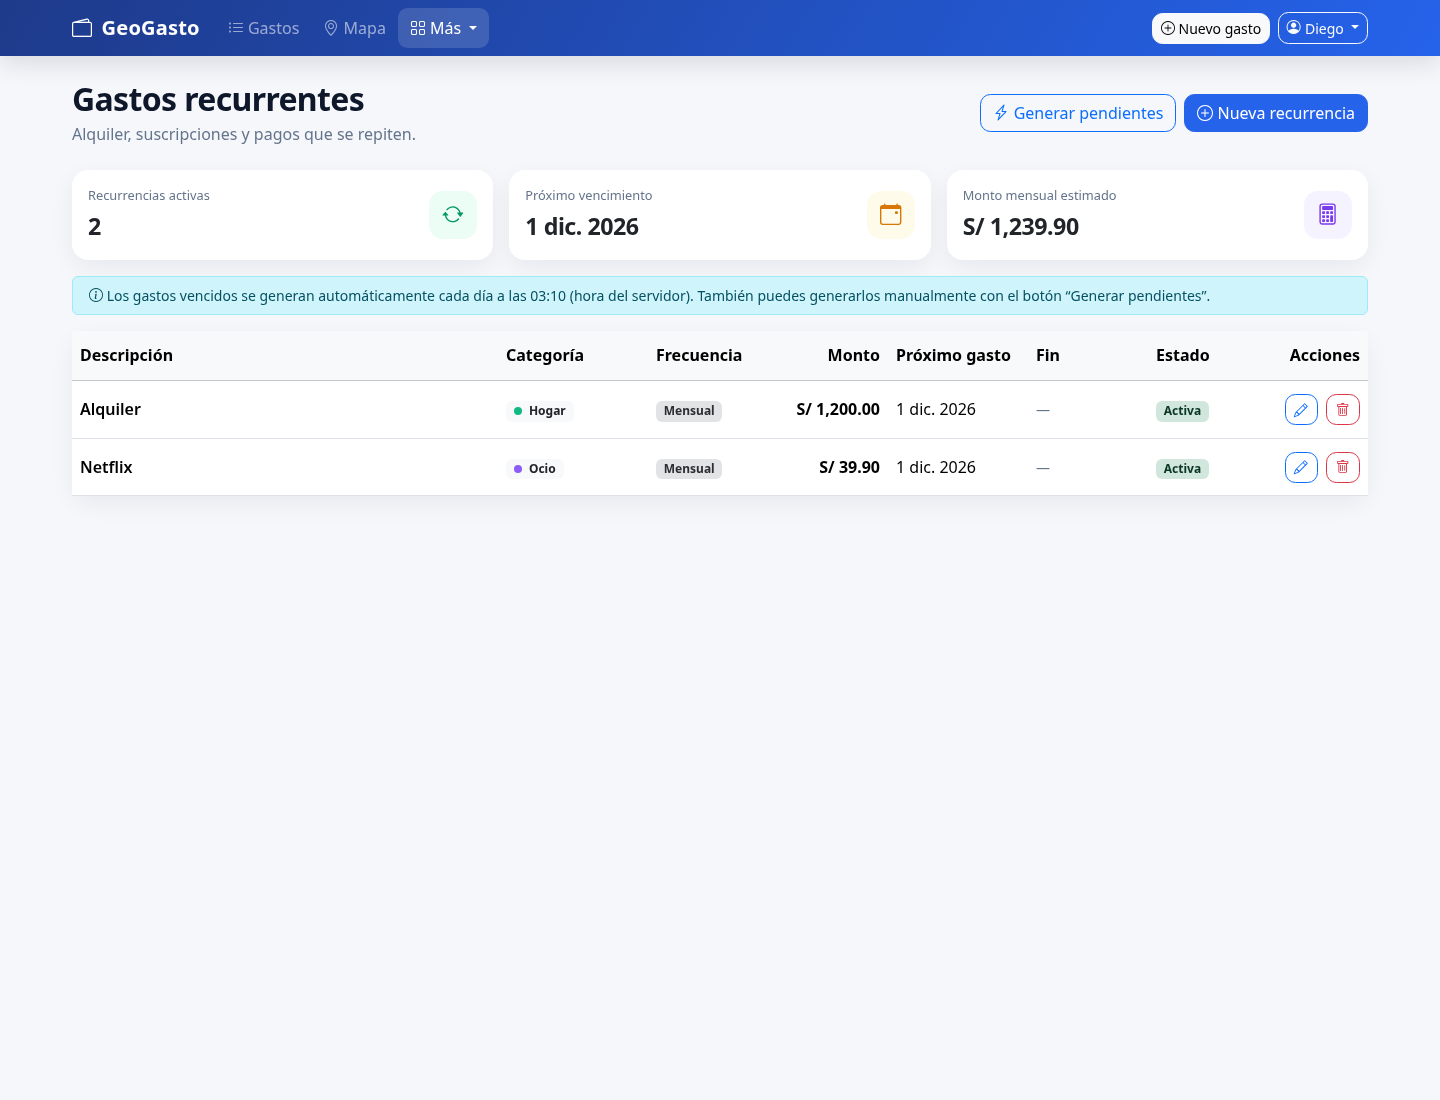 GeoGasto Gastos Mapa Más Nuevo gasto Diego
Gastos recurrentes
Alquiler, suscripciones y pagos que se repiten.
Generar pendientes Nueva recurrencia
Recurrencias activas
2
Próximo vencimiento
1 dic. 2026
Monto mensual estimado
S/ 1,239.90
Los gastos vencidos se generan automáticamente cada día a las 03:10 (hora del servidor). También puedes generarlos manualmente con el botón “Generar pendientes”.
Descripción Categoría Frecuencia Monto Próximo gasto Fin Estado Acciones
Alquiler Hogar Mensual S/ 1,200.00 1 dic. 2026 — Activa
Netflix Ocio Mensual S/ 39.90 1 dic. 2026 — Activa